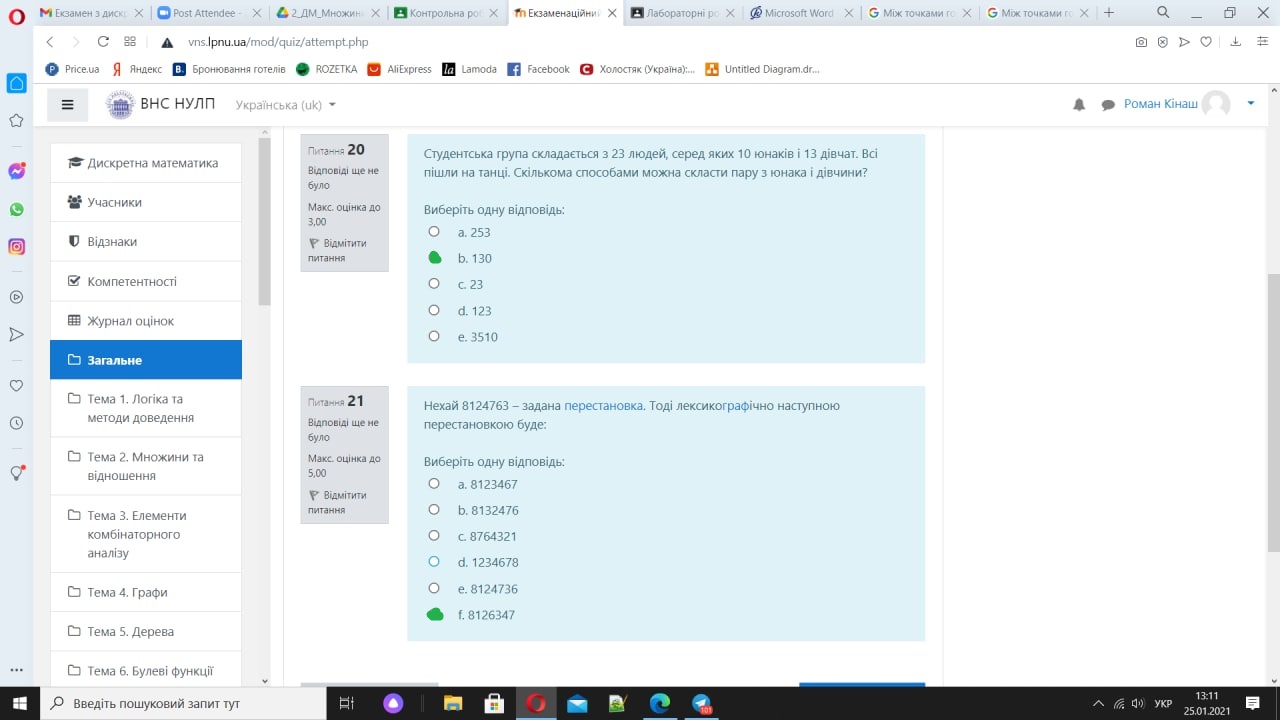 Екзамен з дискр
Post Attendee -
2_ДМ_Множин
Контрольна роб
Екзаменаційни
Лабораторні ро
Microsoft Word
Між точками го
Між точками го
vns.lpnu.ua/mod/quiz/attempt.php
Price.ua Яндекс Бронювання готелів ROZETKA AliExpress Lamoda Facebook Холостяк (Україна):... Untitled Diagram.dr...
ВНС НУЛП Українська (uk) Роман Кінаш
Дискретна математика
Учасники
Відзнаки
Компетентності
Журнал оцінок
Загальне
Тема 1. Логіка та
методи доведення
Тема 2. Множини та
відношення
Тема 3. Елементи
комбінаторного
аналізу
Тема 4. Графи
Тема 5. Дерева
Тема 6. Булеві функції
Питання 20
Відповіді ще не
було
Макс. оцінка до
3,00
Відмітити
питання
Студентська група складається з 23 людей, серед яких 10 юнаків і 13 дівчат. Всі
пішли на танці. Скількома способами можна скласти пару з юнака і дівчини?
Виберіть одну відповідь:
a. 253
b. 130
c. 23
d. 123
e. 3510
Питання 21
Відповіді ще не
було
Макс. оцінка до
5,00
Відмітити
питання
Нехай 8124763 – задана перестановка. Тоді лексикографічно наступною
перестановкою буде:
Виберіть одну відповідь:
a. 8123467
b. 8132476
c. 8764321
d. 1234678
e. 8124736
f. 8126347
Введіть пошуковий запит тут
101
УКР
13:11
25.01.2021